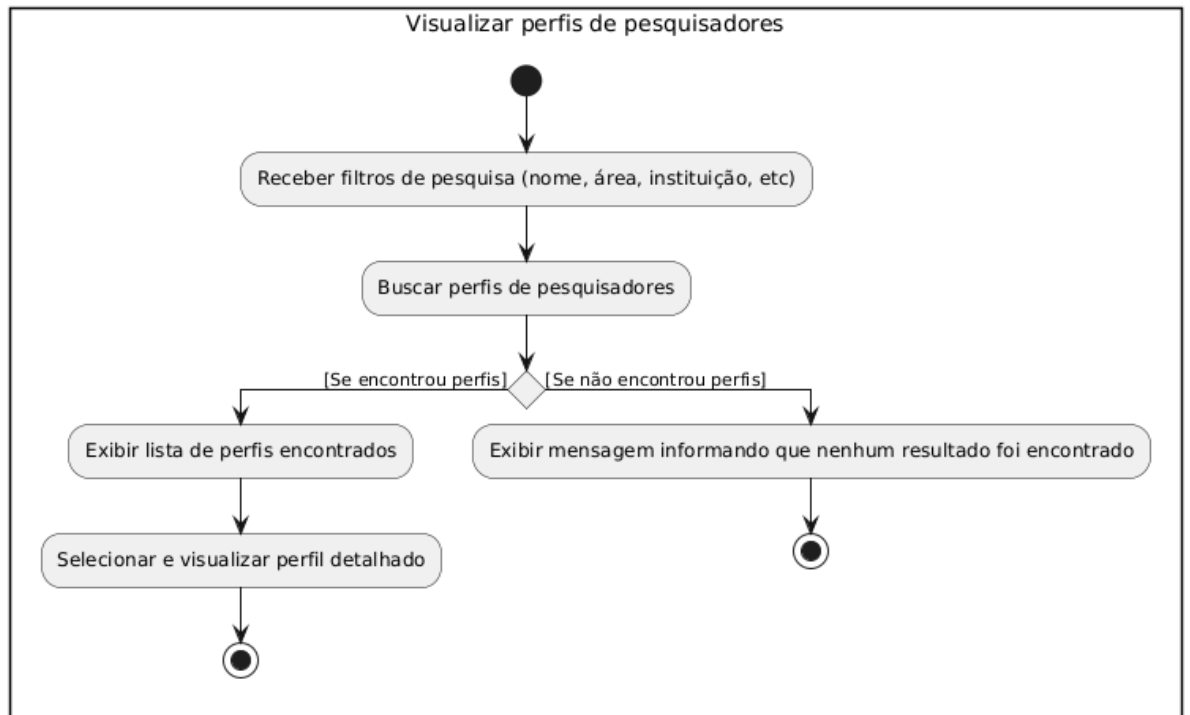 Visualizar perfis de pesquisadores
Receber filtros de pesquisa (nome, área, instituição, etc)
Buscar perfis de pesquisadores
[Se encontrou perfis]
[Se não encontrou perfis]
Exibir lista de perfis encontrados
Exibir mensagem informando que nenhum resultado foi encontrado
Selecionar e visualizar perfil detalhado